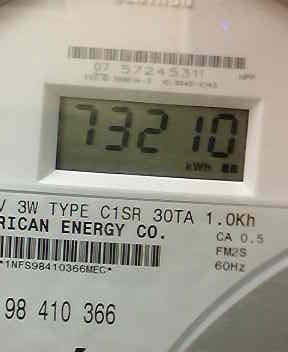 07 57245311
73210
kWh
V 3W TYPE C1SR 30TA 1.0Kh
RICAN ENERGY CO.
CA 0.5
FM2S
60Hz
*1NFS98410366MEC*
98 410 366